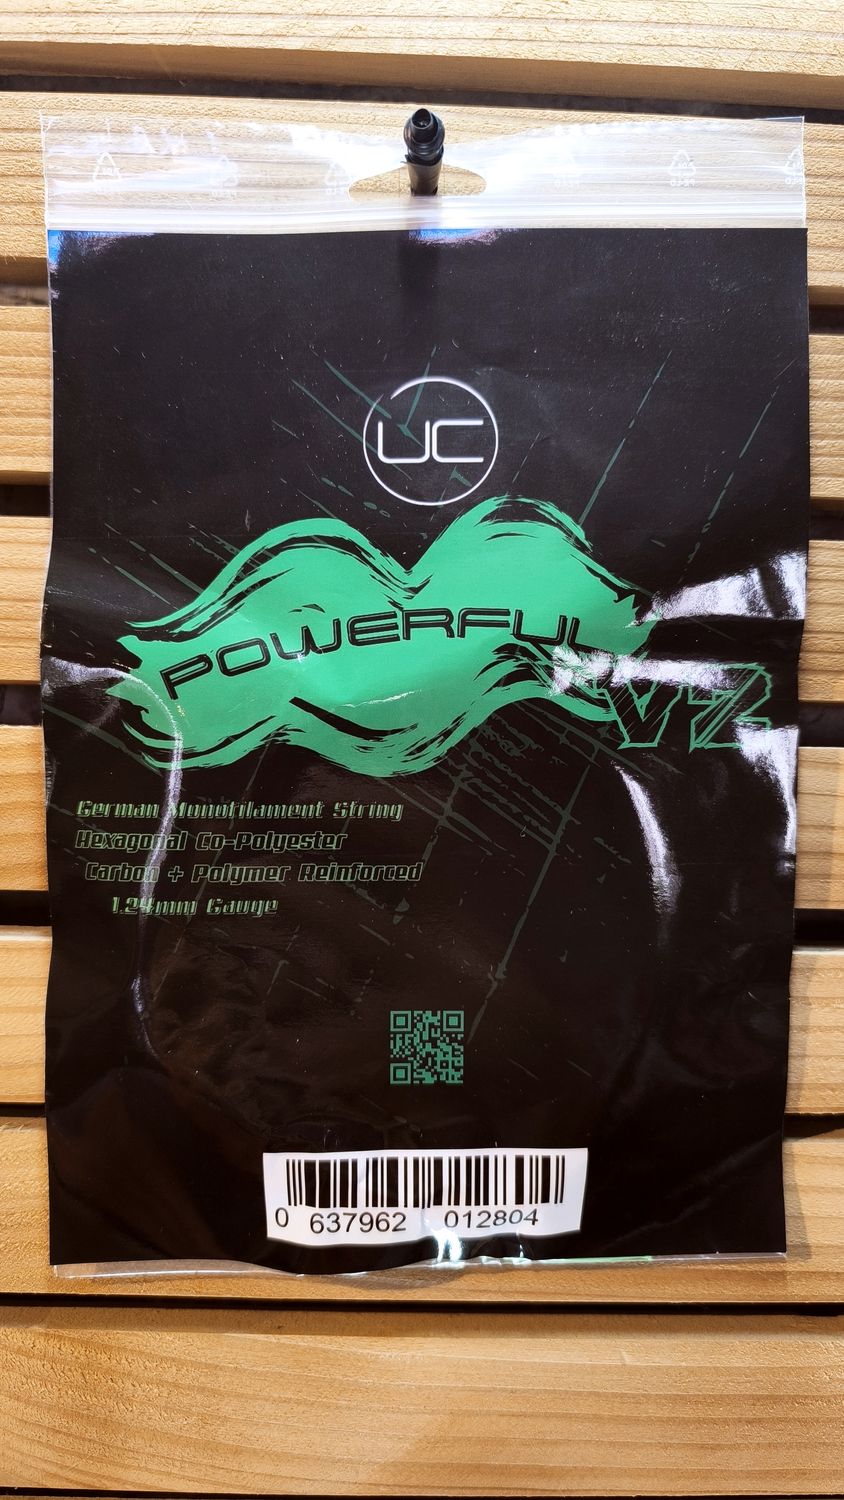 UC
POWERFUL
V2
German Monofilament String
Hexagonal Co-Polyester
Carbon + Polymer Reinforced
1.24mm Gauge
0 637962 012804